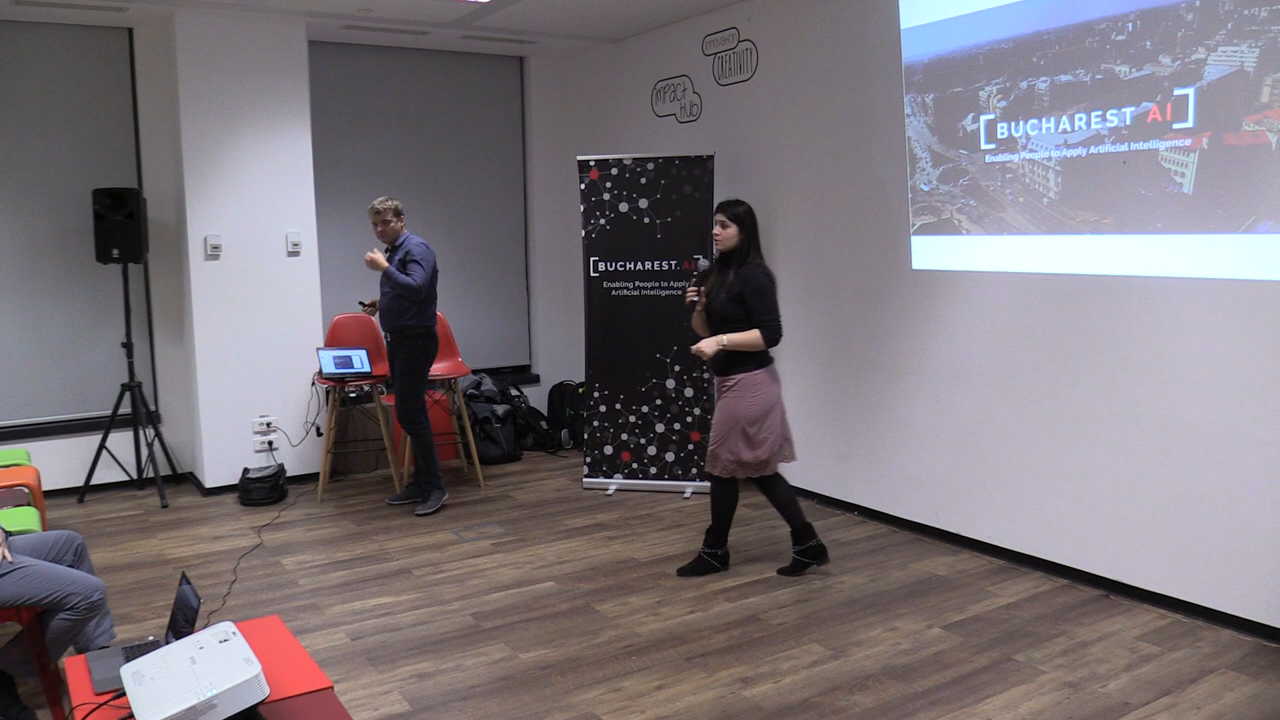 innovation
CREATIVITY
impact
HUB
[BUCHAREST AI]
Enabling People to Apply Artificial Intelligence
[BUCHAREST.AI]
Enabling People to Apply
Artificial Intelligence